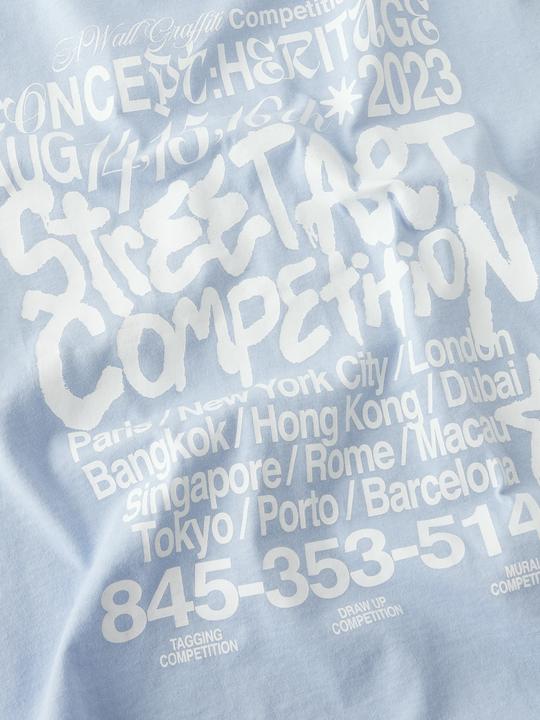 A Wall Graffiti Competition
CONCEPT:HERITAGE
AUG 14,15,16th 2023
STrEETART
COMPEtitiON
Paris / New York City / London
Bangkok / Hong Kong / Dubai
Singapore / Rome / Macau
Tokyo / Porto / Barcelona
845-353-514
TAGGING
COMPETITION
DRAW UP
COMPETITION
MURAL
COMPETI